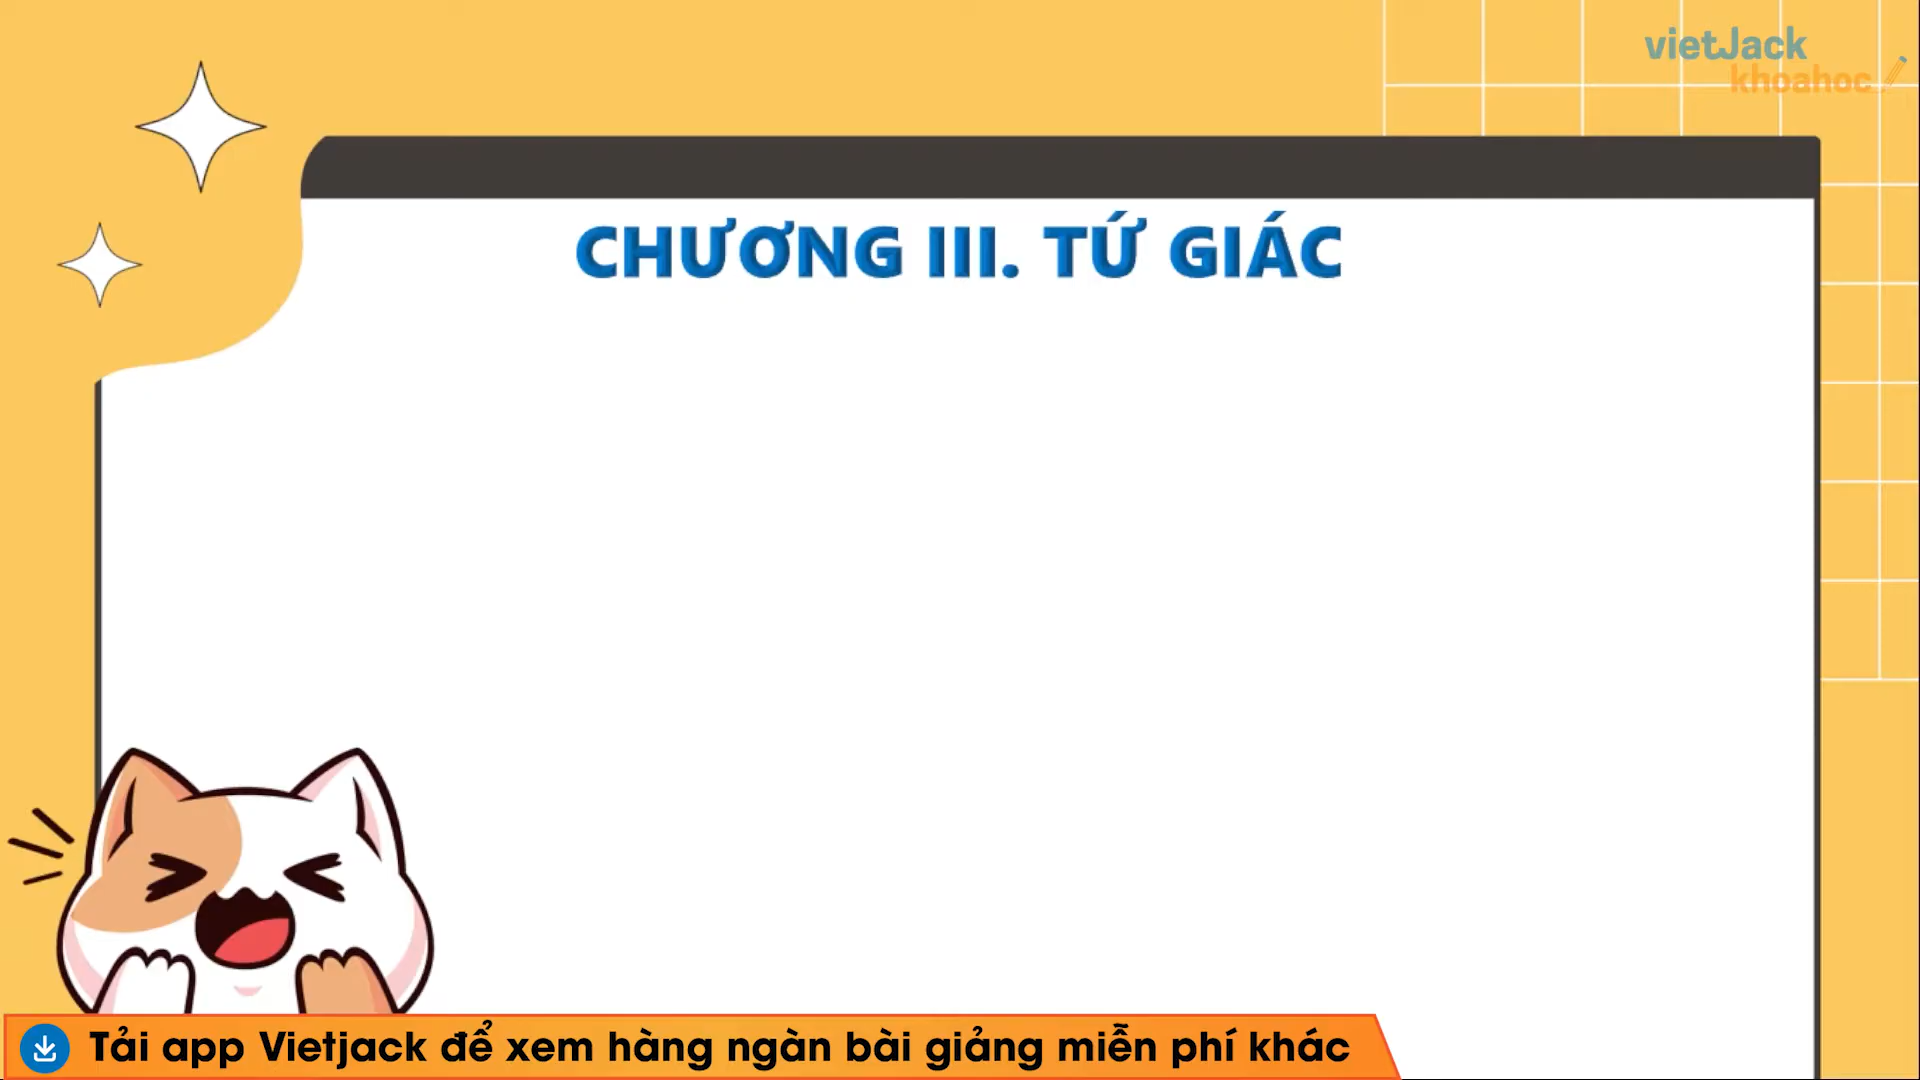 vietJack
khoahoc
CHƯƠNG III. TỨ GIÁC
Tải app Vietjack để xem hàng ngàn bài giảng miễn phí khác